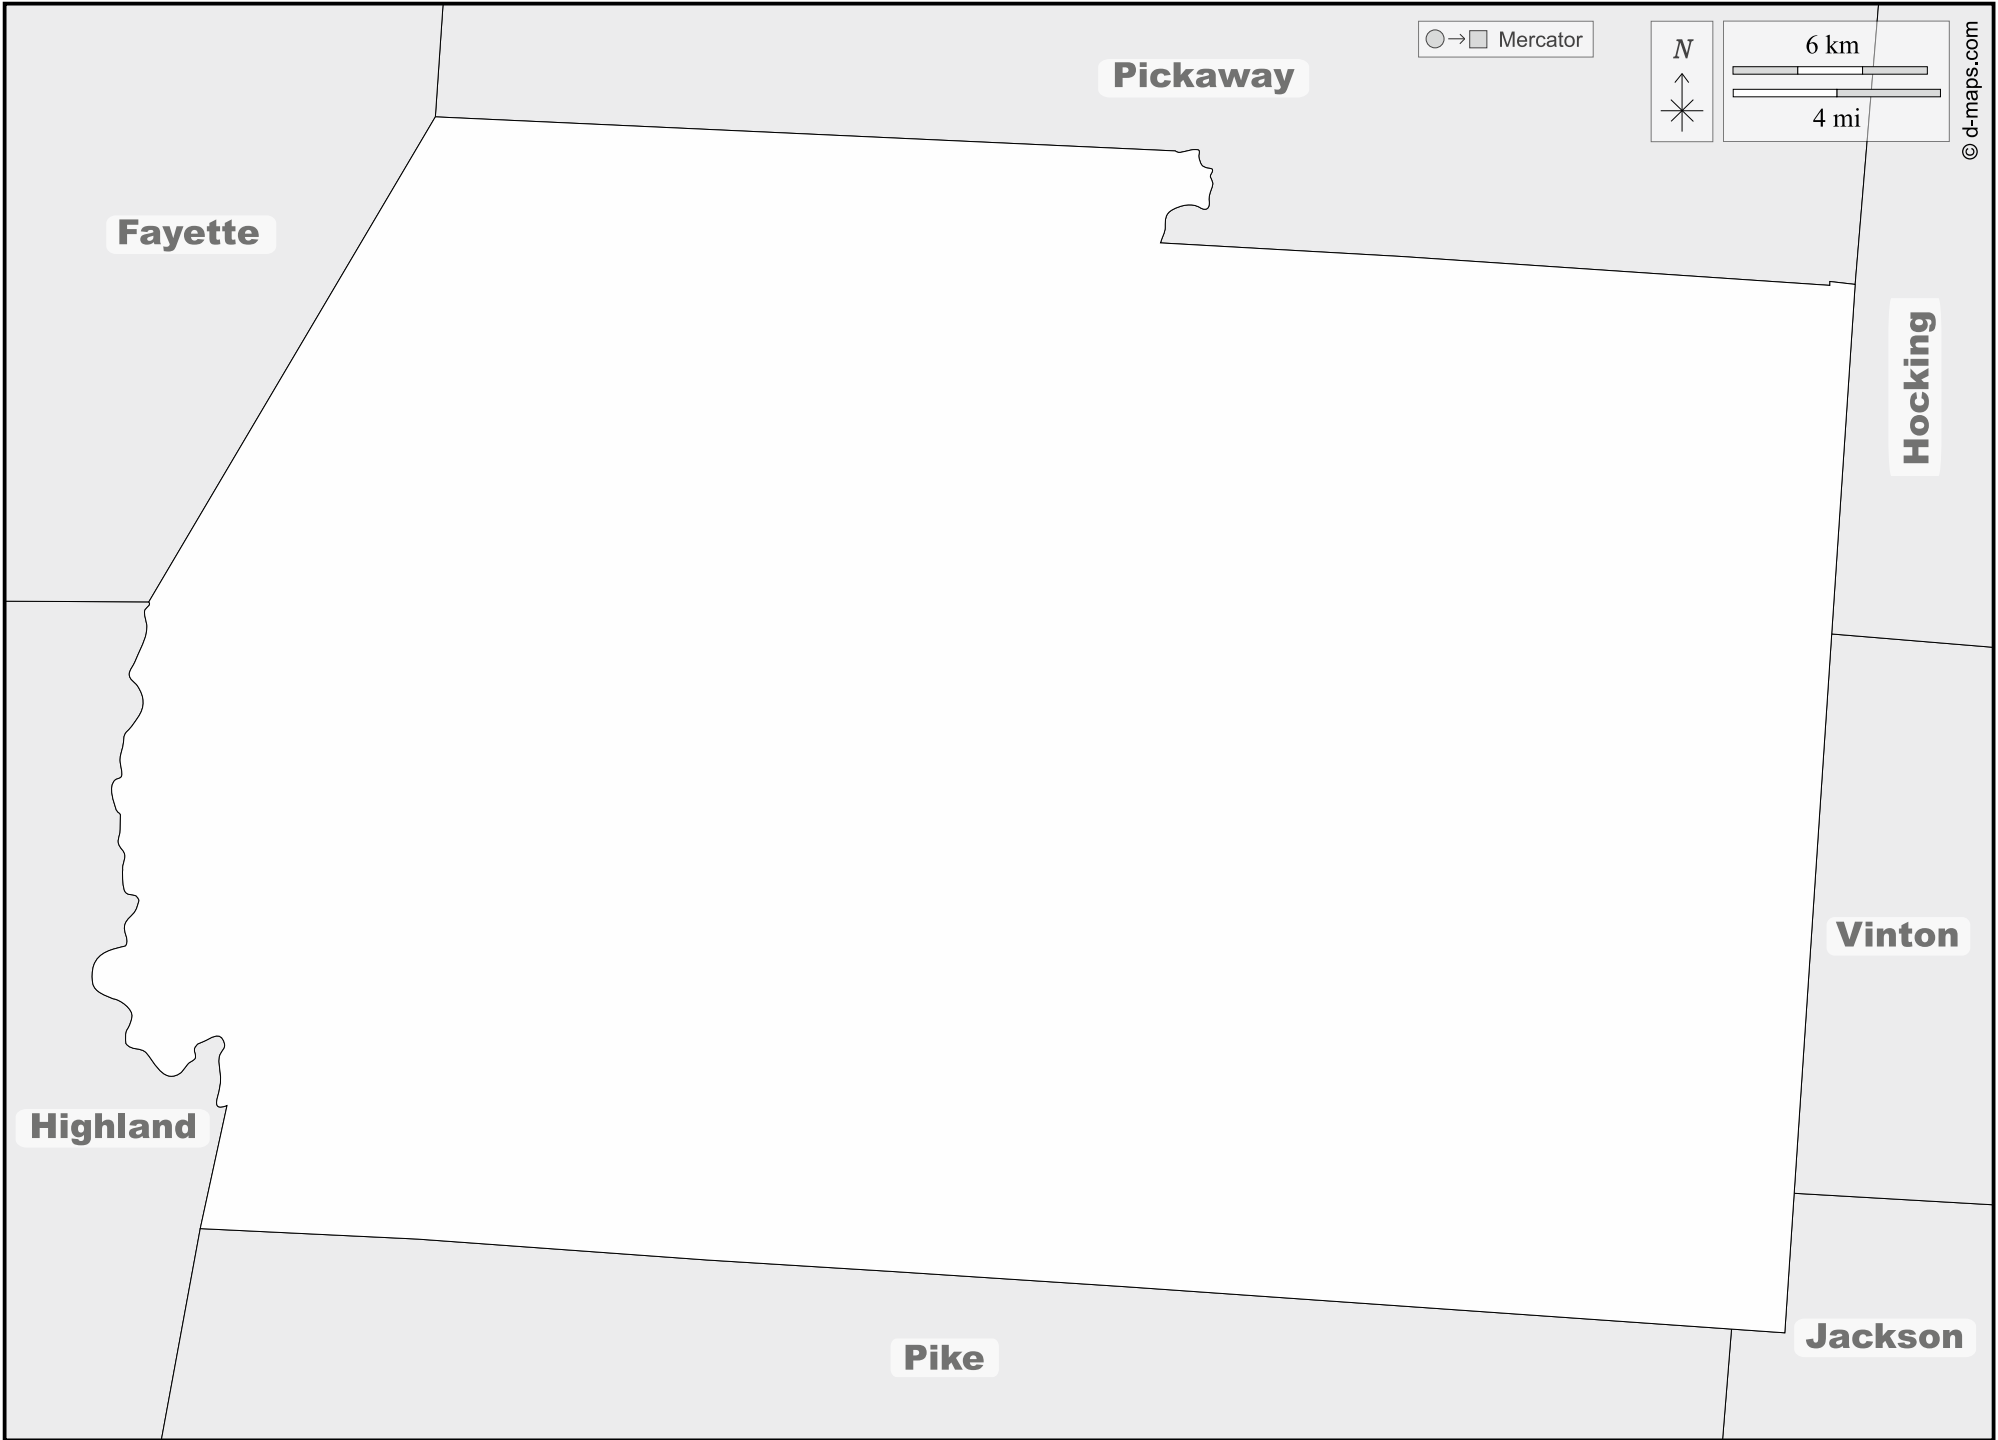 Mercator
N
6 km
4 mi
© d-maps.com
Pickaway
Fayette
Hocking
Vinton
Highland
Jackson
Pike